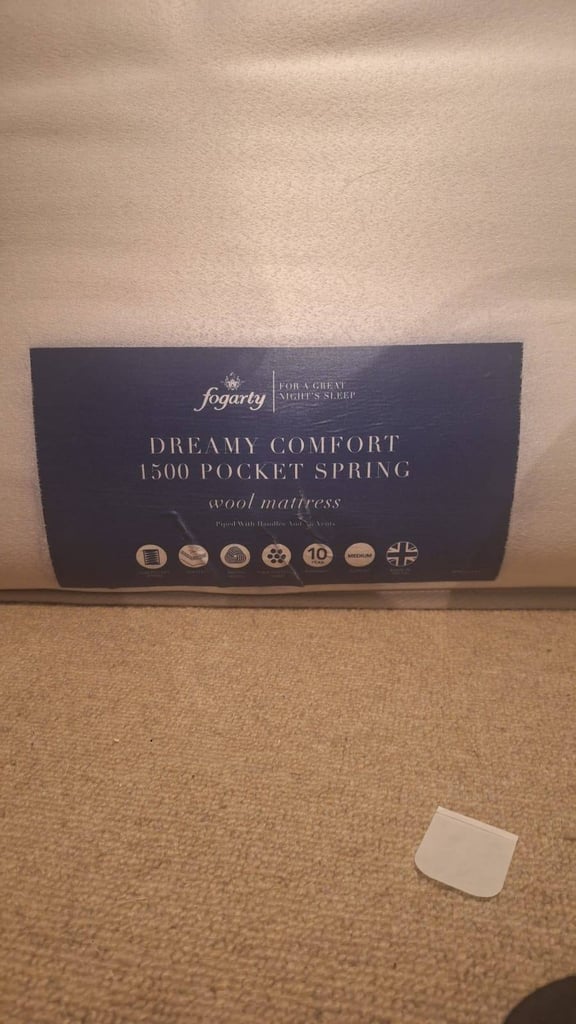 fogarty
FOR A GREAT
NIGHT'S SLEEP
DREAMY COMFORT
1500 POCKET SPRING
wool mattress
Piped With Handles And Air Vents
10
YEAR
MEDIUM